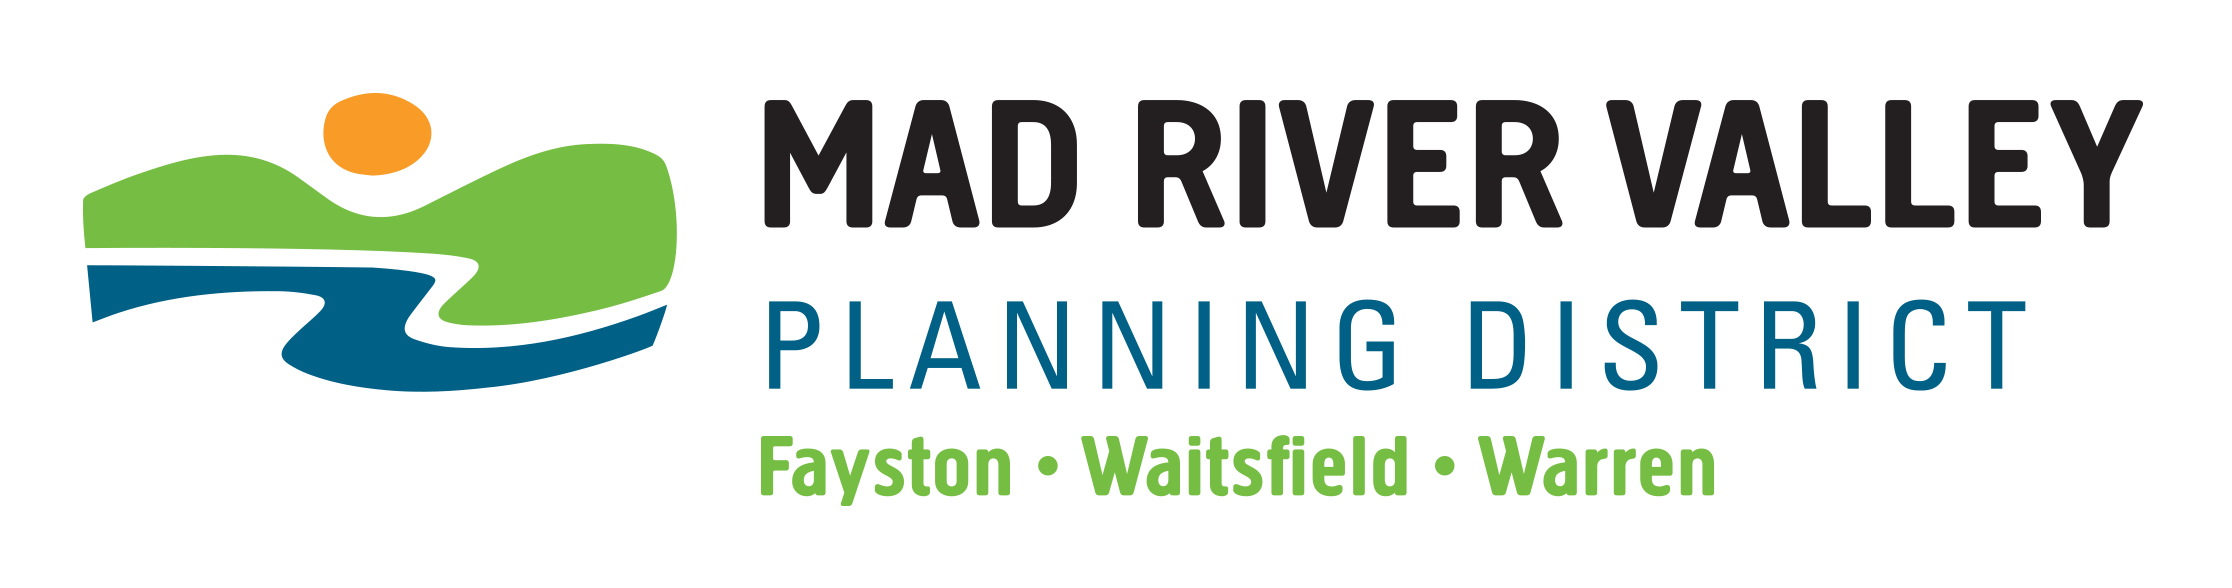 MAD RIVER VALLEY
PLANNING DISTRICT
Fayston • Waitsfield • Warren